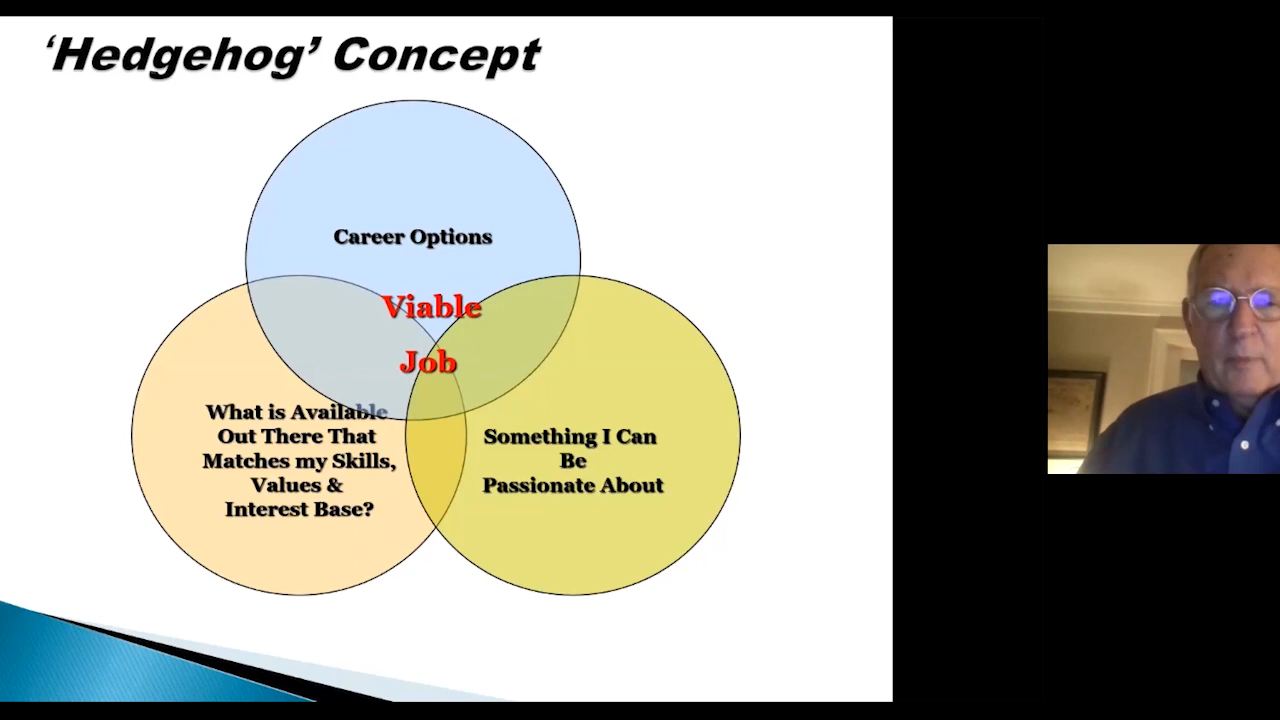 ‘Hedgehog’ Concept
Career Options
Viable
Job
What is Available
Out There That
Matches my Skills,
Values &
Interest Base?
Something I Can
Be
Passionate About